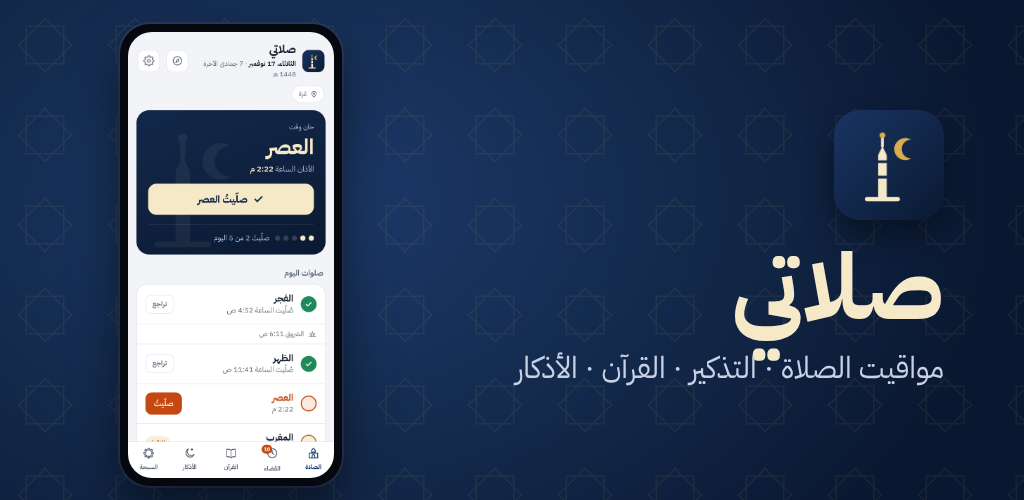 صلاتي
مواقيت الصلاة · التذكير · القرآن · الأذكار
صلاتي
الثلاثاء، 17 نوفمبر · 7 جمادى الآخرة
1448 هـ
غزة
حان وقت
العصر
الأذان الساعة 2:22 م
صلّيتُ العصر
صلّيتَ 2 من 5 اليوم
صلوات اليوم
الفجر
صُلّيت الساعة 4:52 ص
تراجع
الشروق 6:11 ص
الظهر
صُلّيت الساعة 11:41 ص
تراجع
العصر
2:22 م
صلّيتُ
المغرب
10
الصلاة
القضاء
القرآن
الأذكار
السبحة